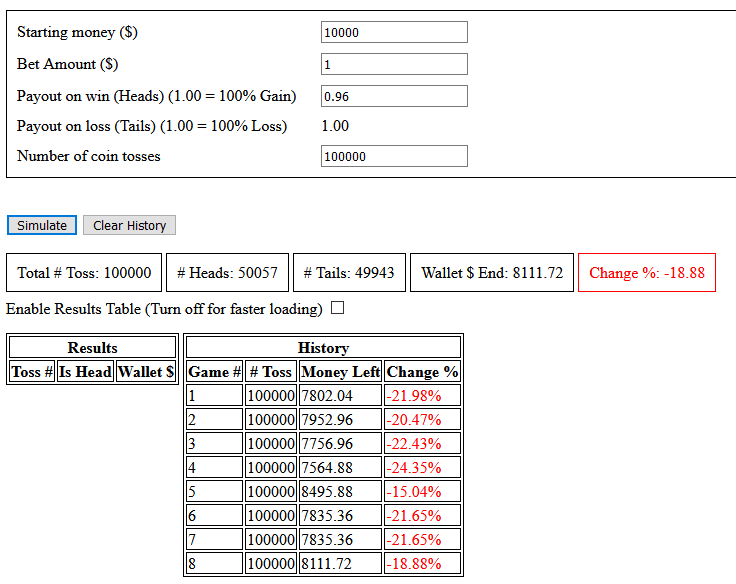 Starting money ($) 10000
Bet Amount ($) 1
Payout on win (Heads) (1.00 = 100% Gain) 0.96
Payout on loss (Tails) (1.00 = 100% Loss) 1.00
Number of coin tosses 100000
Simulate Clear History
Total # Toss: 100000 # Heads: 50057 # Tails: 49943 Wallet $ End: 8111.72 Change %: -18.88
Enable Results Table (Turn off for faster loading)
Results
Toss # Is Head Wallet $
History
Game # # Toss Money Left Change %
1 100000 7802.04 -21.98%
2 100000 7952.96 -20.47%
3 100000 7756.96 -22.43%
4 100000 7564.88 -24.35%
5 100000 8495.88 -15.04%
6 100000 7835.36 -21.65%
7 100000 7835.36 -21.65%
8 100000 8111.72 -18.88%